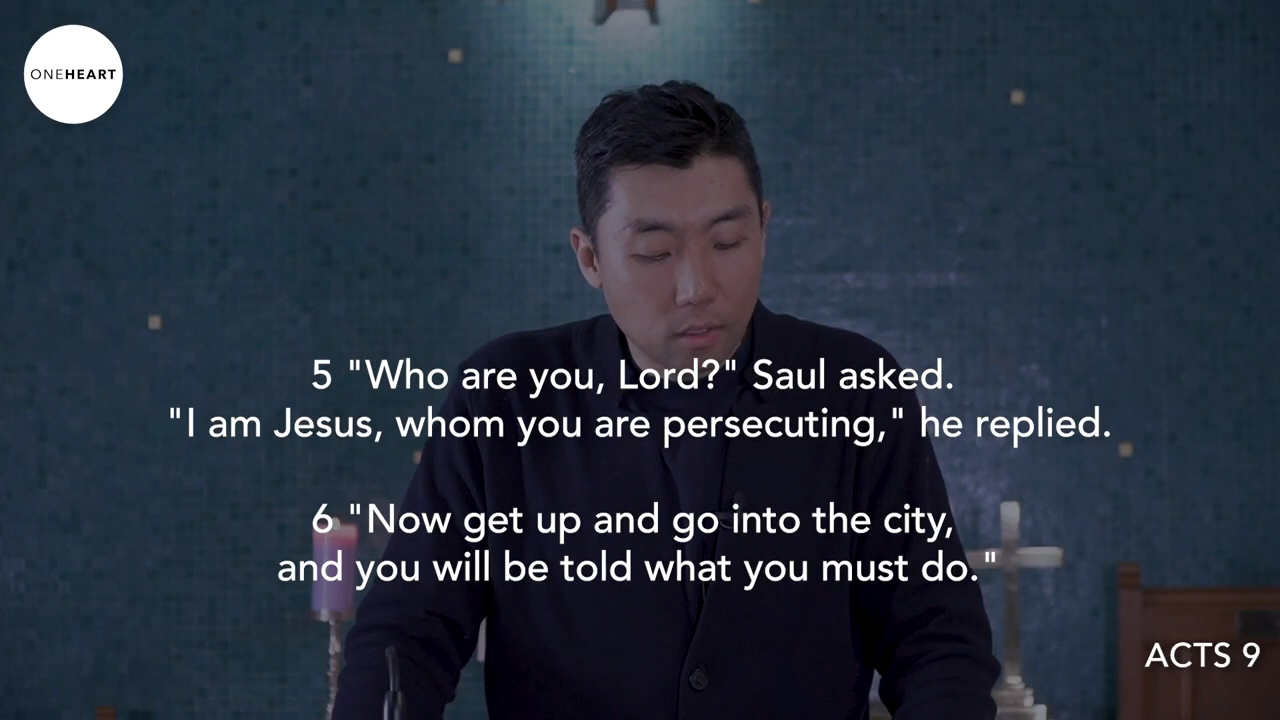 ONEHEART
5 "Who are you, Lord?" Saul asked.
"I am Jesus, whom you are persecuting," he replied.
6 "Now get up and go into the city,
and you will be told what you must do."
ACTS 9